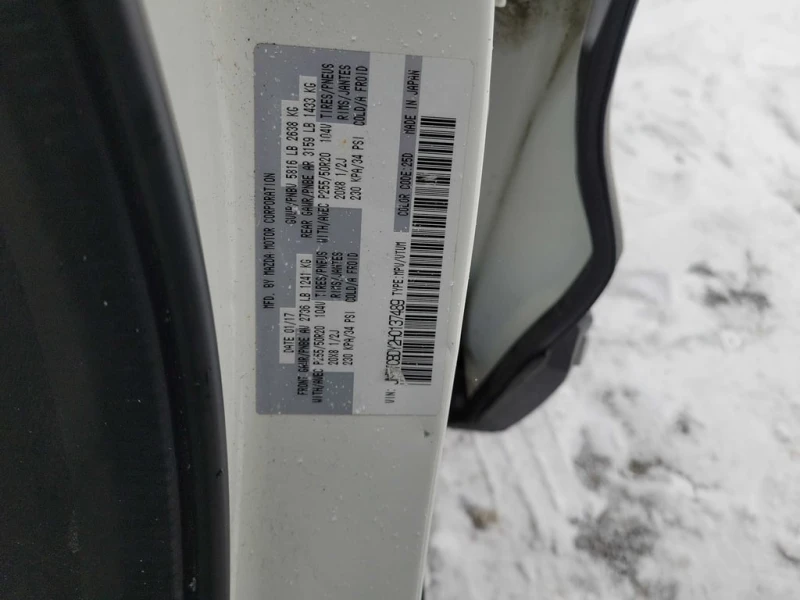 MFD. BY MAZDA MOTOR CORPORATION
DATE 01/17 GVWR/PNBV 5816 LB 2638 KG
FRONT GAWR/PNBE AV 2736 LB 1241 KG REAR GAWR/PNBE AR 3159 LB 1433 KG
WITH/AVEC P255/50R20 104V TIRES/PNEUS WITH/AVEC P255/50R20 104V TIRES/PNEUS
20X8 1/2J RIMS/JANTES 20X8 1/2J RIMS/JANTES
230 KPA/34 PSI COLD/A FROID 230 KPA/34 PSI COLD/A FROID
VIN: TYPE:MPV/VTUM COLOR CODE:25D MADE IN JAPAN